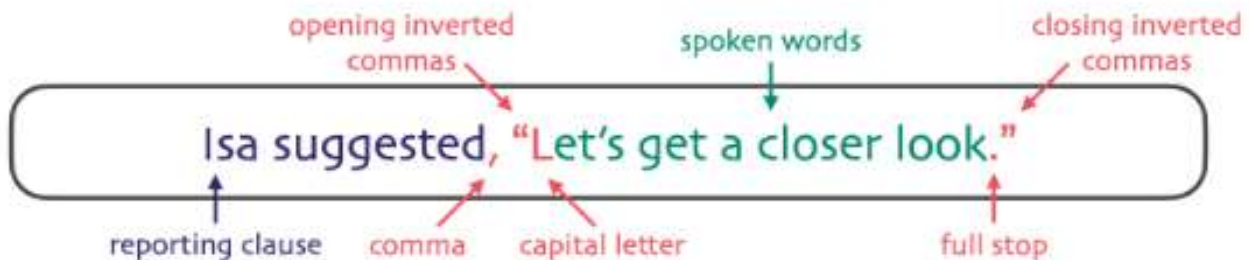 opening inverted
commas
spoken words
closing inverted
commas
Isa suggested, “Let’s get a closer look.”
reporting clause
comma
capital letter
full stop